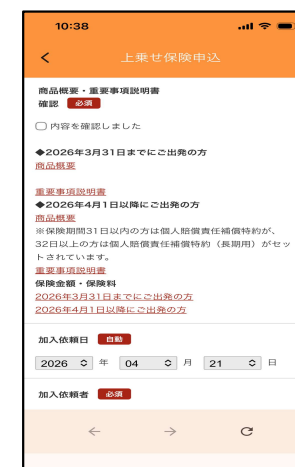 10:38
上乗せ保険申込
商品概要・重要事項説明書
確認 必須
内容を確認しました
◆2026年3月31日までにご出発の方
商品概要
重要事項説明書
◆2026年4月1日以降にご出発の方
商品概要
※保険期間31日以内の方は個人賠償責任補償特約が、
32日以上の方は個人賠償責任補償特約（長期用）がセッ
トされています。
重要事項説明書
保険金額・保険料
2026年3月31日までにご出発の方
2026年4月1日以降にご出発の方
加入依頼日 自動
2026 年 04 月 21 日
加入依頼者 必須